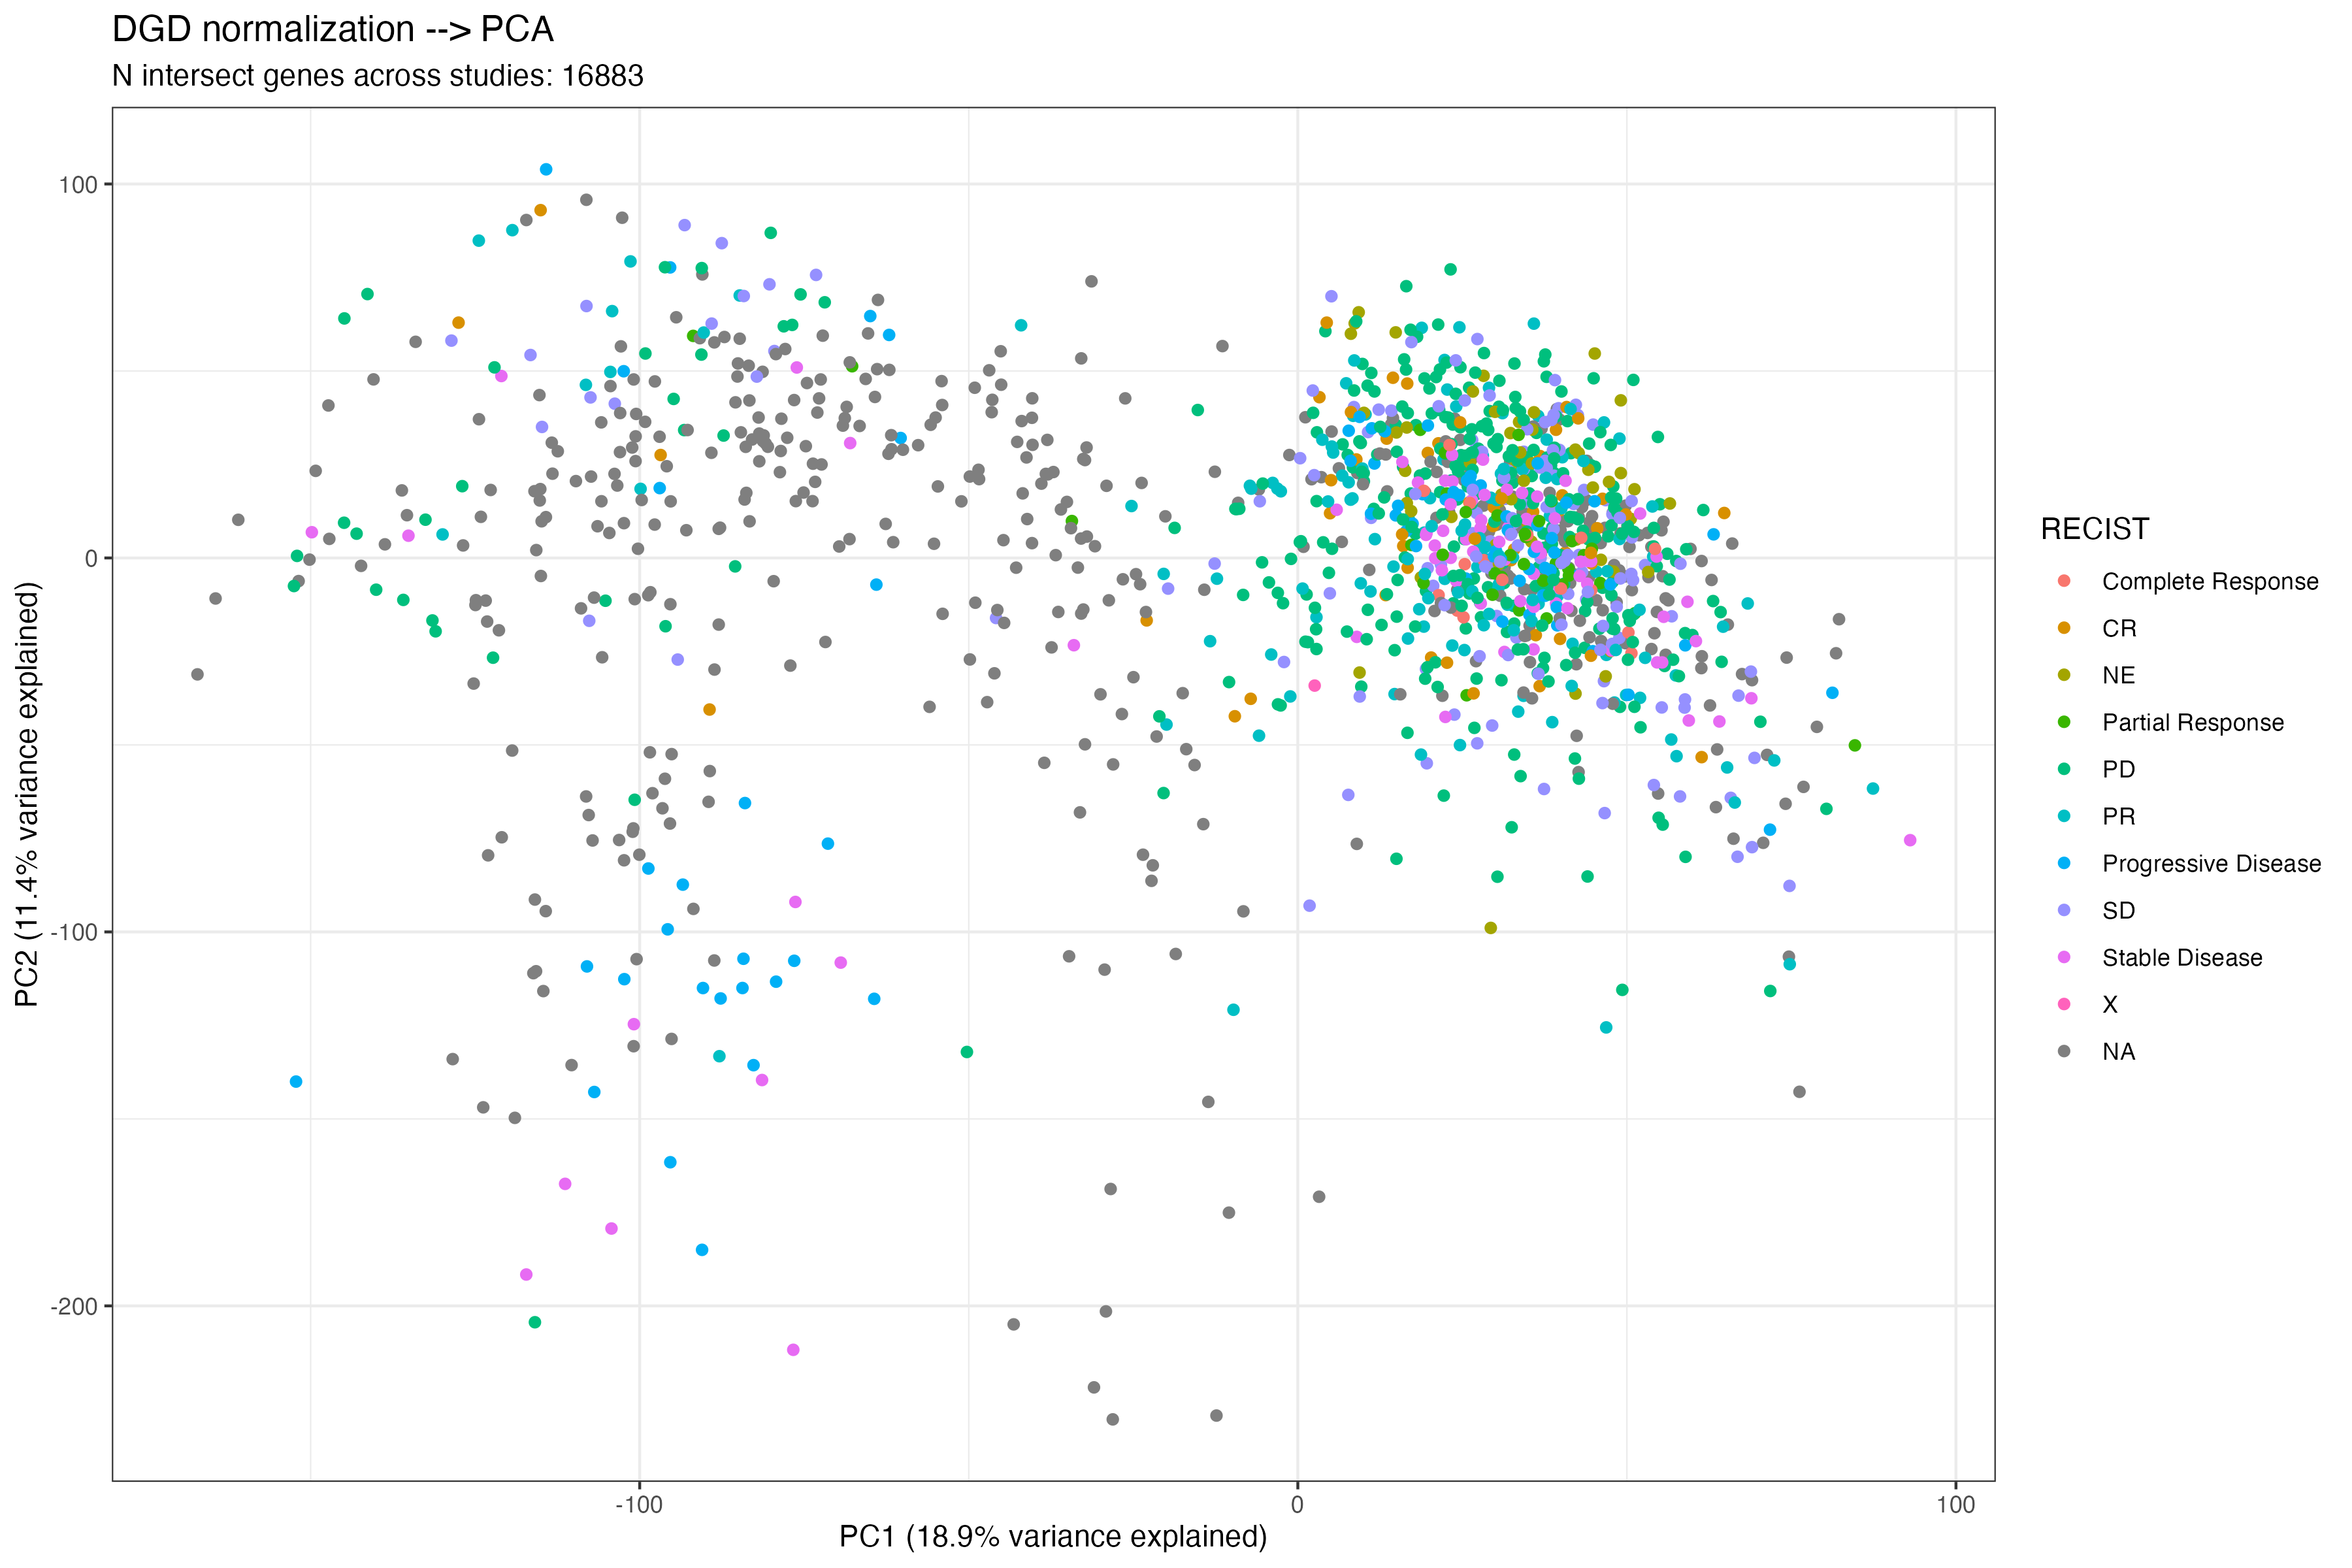 DGD normalization --> PCA
N intersect genes across studies: 16883
100
0
-100
-200
PC2 (11.4% variance explained)
-100
0
100
PC1 (18.9% variance explained)
RECIST
Complete Response
CR
NE
Partial Response
PD
PR
Progressive Disease
SD
Stable Disease
X
NA